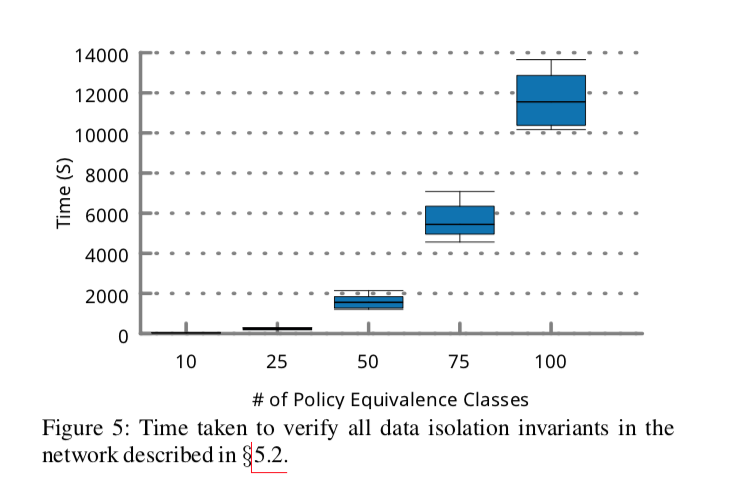 14000
12000
10000
8000
6000
4000
2000
0
Time (S)
10 25 50 75 100
# of Policy Equivalence Classes
Figure 5: Time taken to verify all data isolation invariants in the
network described in §5.2.